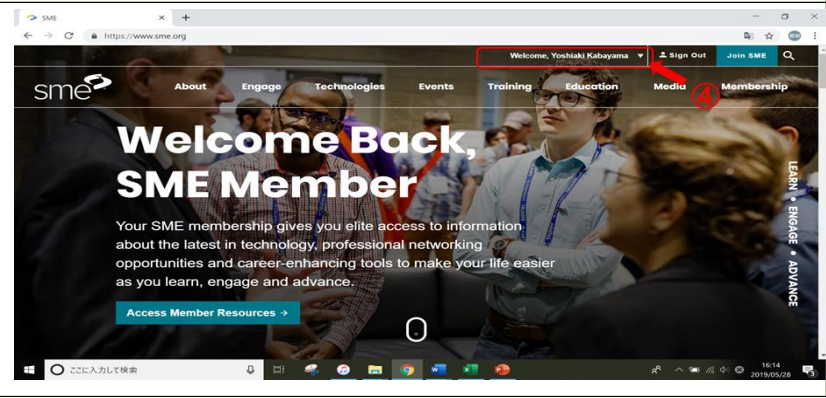 SME
https://www.sme.org
Welcome, Yoshiaki Kabayama ▼ Sign Out Join SME
④
sme
About Engage Technologies Events Training Education Media Membership
Welcome Back,
SME Member
Your SME membership gives you elite access to information
about the latest in technology, professional networking
opportunities and career-enhancing tools to make your life easier
as you learn, engage and advance.
Access Member Resources →
LEARN • ENGAGE • ADVANCE
ここに入力して検索
16:14
2019/05/28